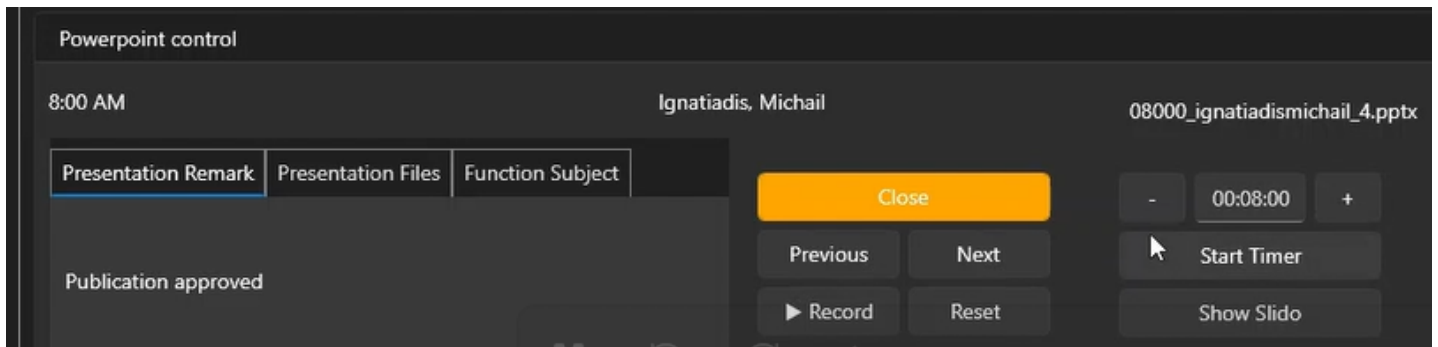 Powerpoint control
8:00 AM
Ignatiadis, Michail
08000_ignatiadismichail_4.pptx
Presentation Remark
Presentation Files
Function Subject
Publication approved
Close
Previous
Next
▶ Record
Reset
-
00:08:00
+
Start Timer
Show Slido